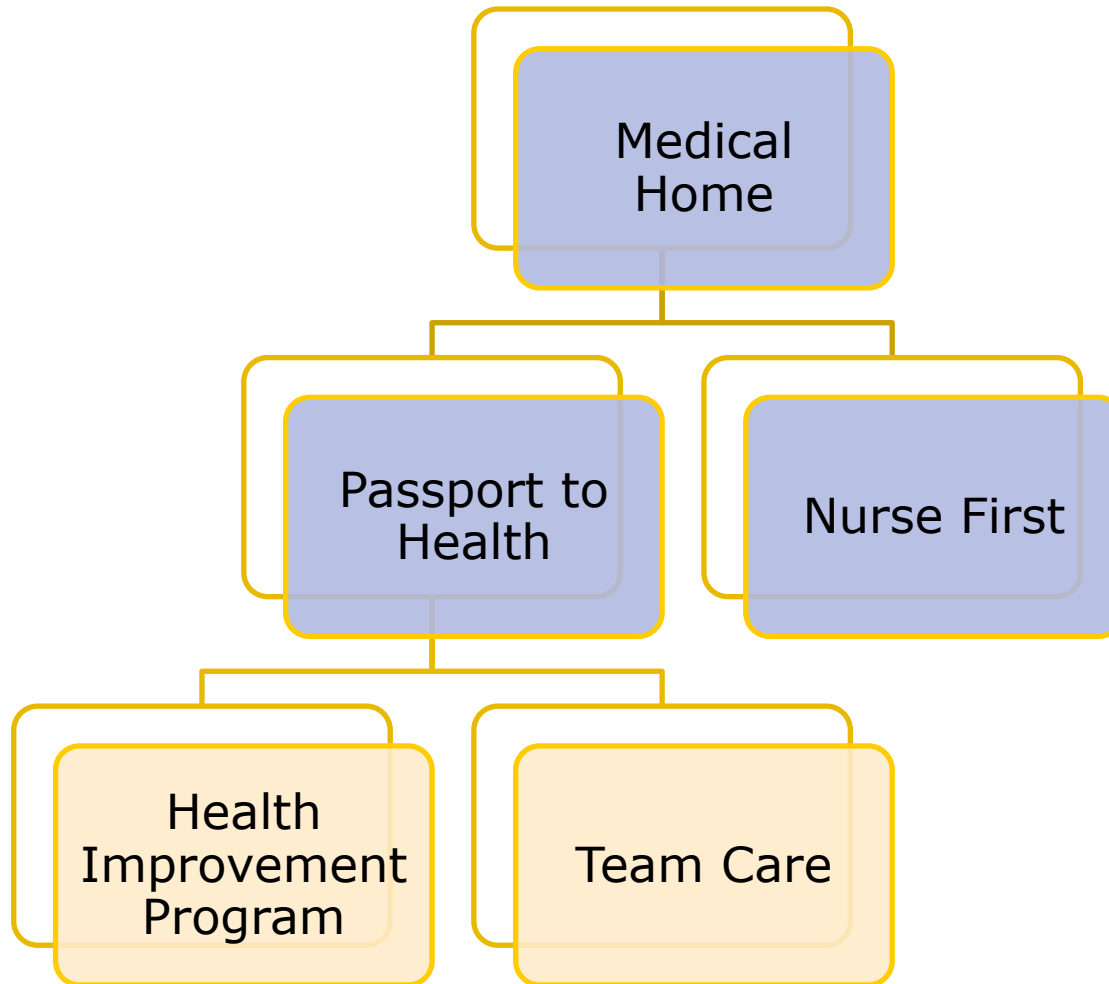 Medical
Home
Passport to
Health
Nurse First
Health
Improvement
Program
Team Care